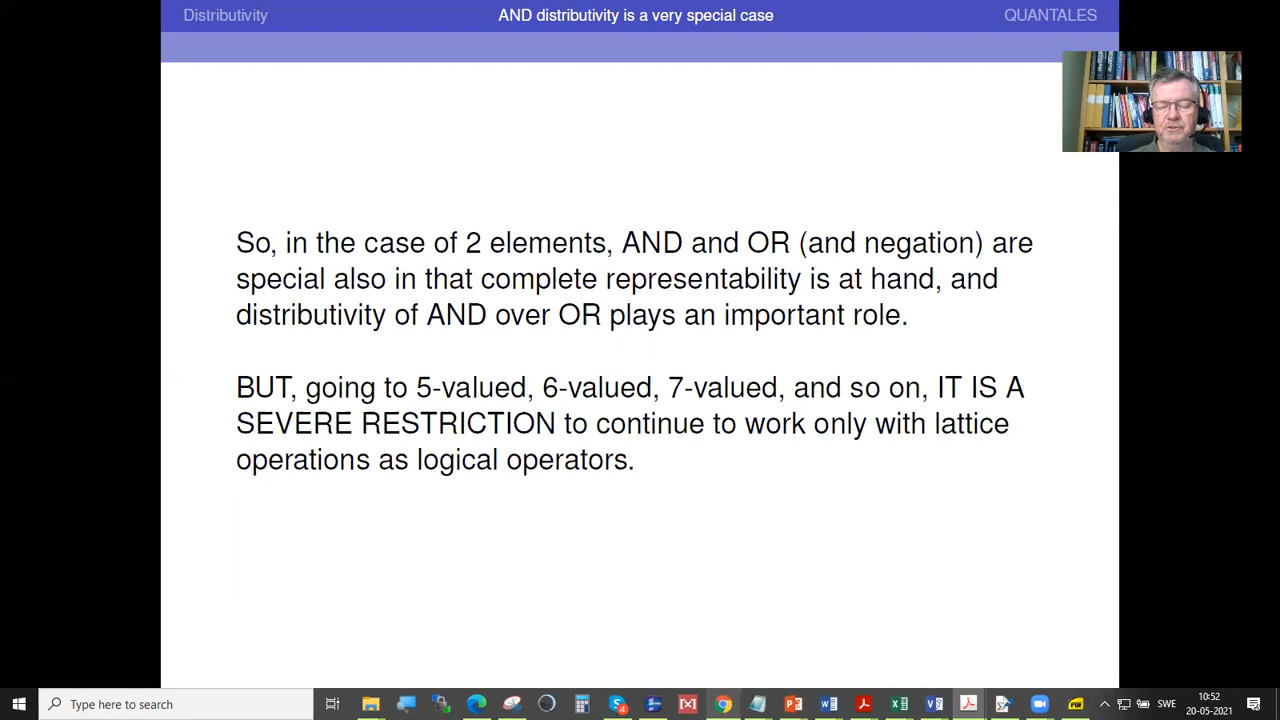 Distributivity
AND distributivity is a very special case
QUANTALES
So, in the case of 2 elements, AND and OR (and negation) are
special also in that complete representability is at hand, and
distributivity of AND over OR plays an important role.
BUT, going to 5-valued, 6-valued, 7-valued, and so on, IT IS A
SEVERE RESTRICTION to continue to work only with lattice
operations as logical operators.
Type here to search
SWE
10:52
20-05-2021